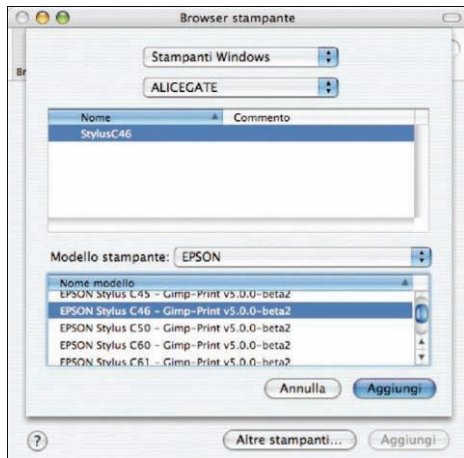 Browser stampante
Stampanti Windows
Br
ALICEGATE
Nome Commento
StylusC46
Modello stampante: EPSON
Nome modello
EPSON Stylus C45 - Gimp-Print v5.0.0-beta2
EPSON Stylus C46 - Gimp-Print v5.0.0-beta2
EPSON Stylus C50 - Gimp-Print v5.0.0-beta2
EPSON Stylus C60 - Gimp-Print v5.0.0-beta2
EPSON Stylus C61 - Gimp-Print v5.0.0-beta2
Annulla Aggiungi
? Altre stampanti... Aggiungi